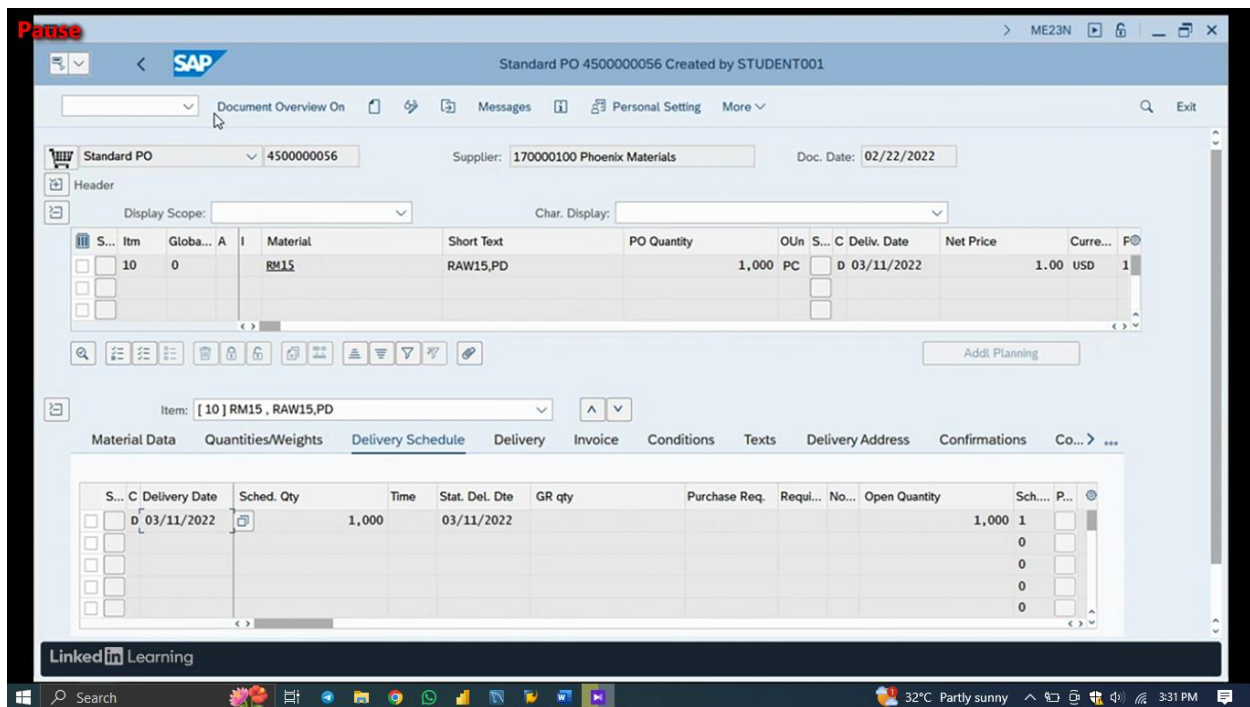 Pause
ME23N
SAP Standard PO 4500000056 Created by STUDENT001
Document Overview On Messages Personal Setting More Exit
Standard PO 4500000056 Supplier: 170000100 Phoenix Materials Doc. Date: 02/22/2022
Header
Display Scope: Char. Display:
S... Itm Globa... A I Material Short Text PO Quantity OUn S... C Deliv. Date Net Price Curre... P
10 0 RM15 RAW15,PD 1,000 PC D 03/11/2022 1.00 USD 1
Addl Planning
Item: [ 10 ] RM15 , RAW15,PD
Material Data Quantities/Weights Delivery Schedule Delivery Invoice Conditions Texts Delivery Address Confirmations Co... ...
S... C Delivery Date Sched. Qty Time Stat. Del. Dte GR qty Purchase Req. Requi... No... Open Quantity Sch.... P...
D 03/11/2022 1,000 03/11/2022 1,000 1
0
0
0
0
Linked in Learning
Search 32°C Partly sunny 3:31 PM